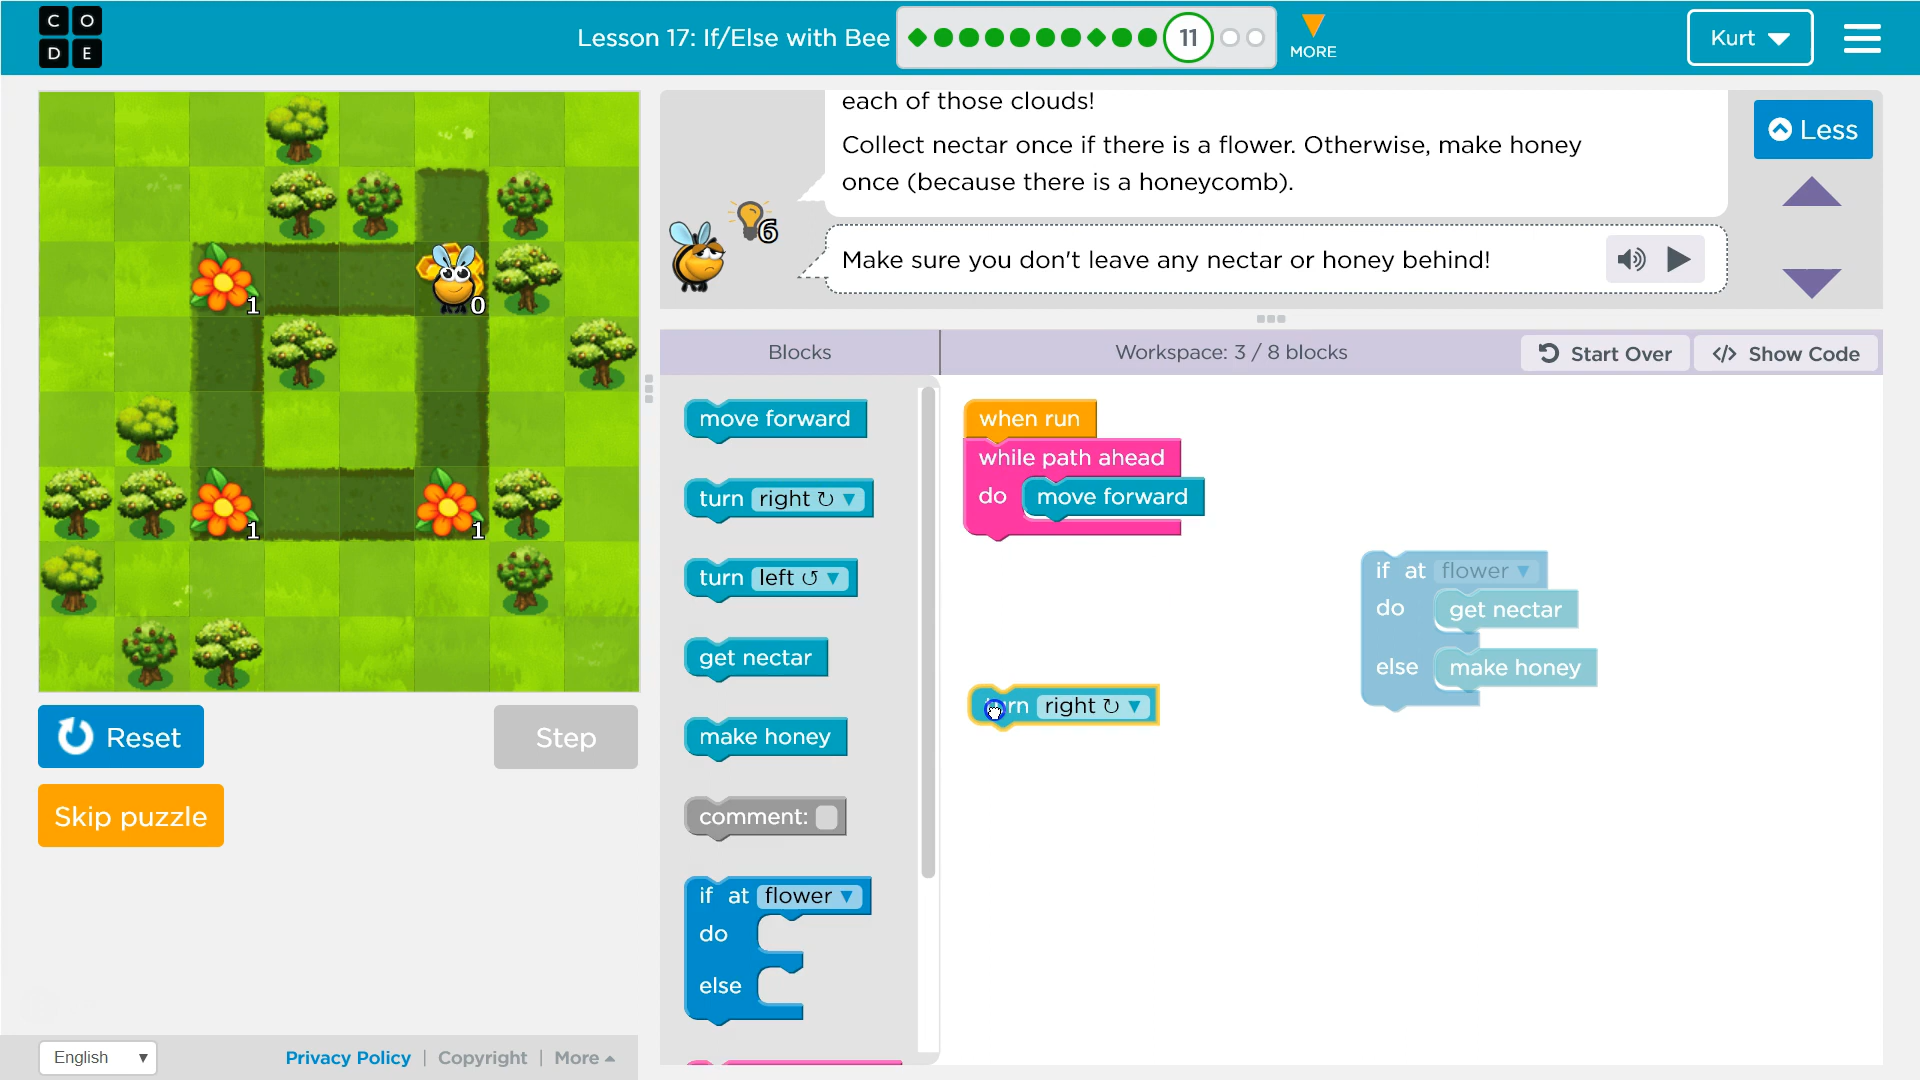 C O
D E
Lesson 17: If/Else with Bee
11
MORE
Kurt
each of those clouds!
Collect nectar once if there is a flower. Otherwise, make honey
once (because there is a honeycomb).
6
Make sure you don't leave any nectar or honey behind!
Less
1
0
1
1
Blocks
Workspace: 3 / 8 blocks
Start Over
</> Show Code
move forward
turn right ↻ ▼
turn left ↺ ▼
get nectar
make honey
comment:
if at flower ▼
do
else
when run
while path ahead
do move forward
if at flower ▼
do get nectar
else make honey
right ↻ ▼
Reset
Step
Skip puzzle
English ▼
Privacy Policy | Copyright | More